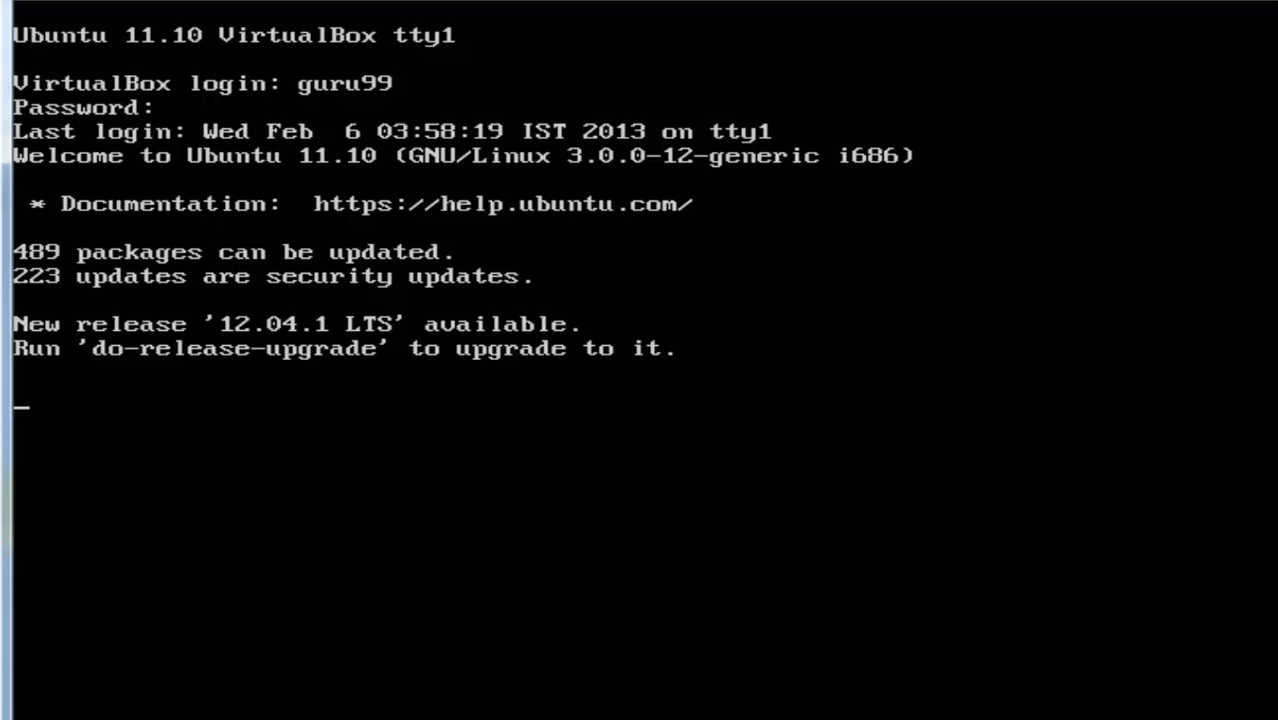 Ubuntu 11.10 VirtualBox tty1
VirtualBox login: guru99
Password:
Last login: Wed Feb  6 03:58:19 IST 2013 on tty1
Welcome to Ubuntu 11.10 (GNU/Linux 3.0.0-12-generic i686)
 * Documentation:  https://help.ubuntu.com/
489 packages can be updated.
223 updates are security updates.
New release '12.04.1 LTS' available.
Run 'do-release-upgrade' to upgrade to it.